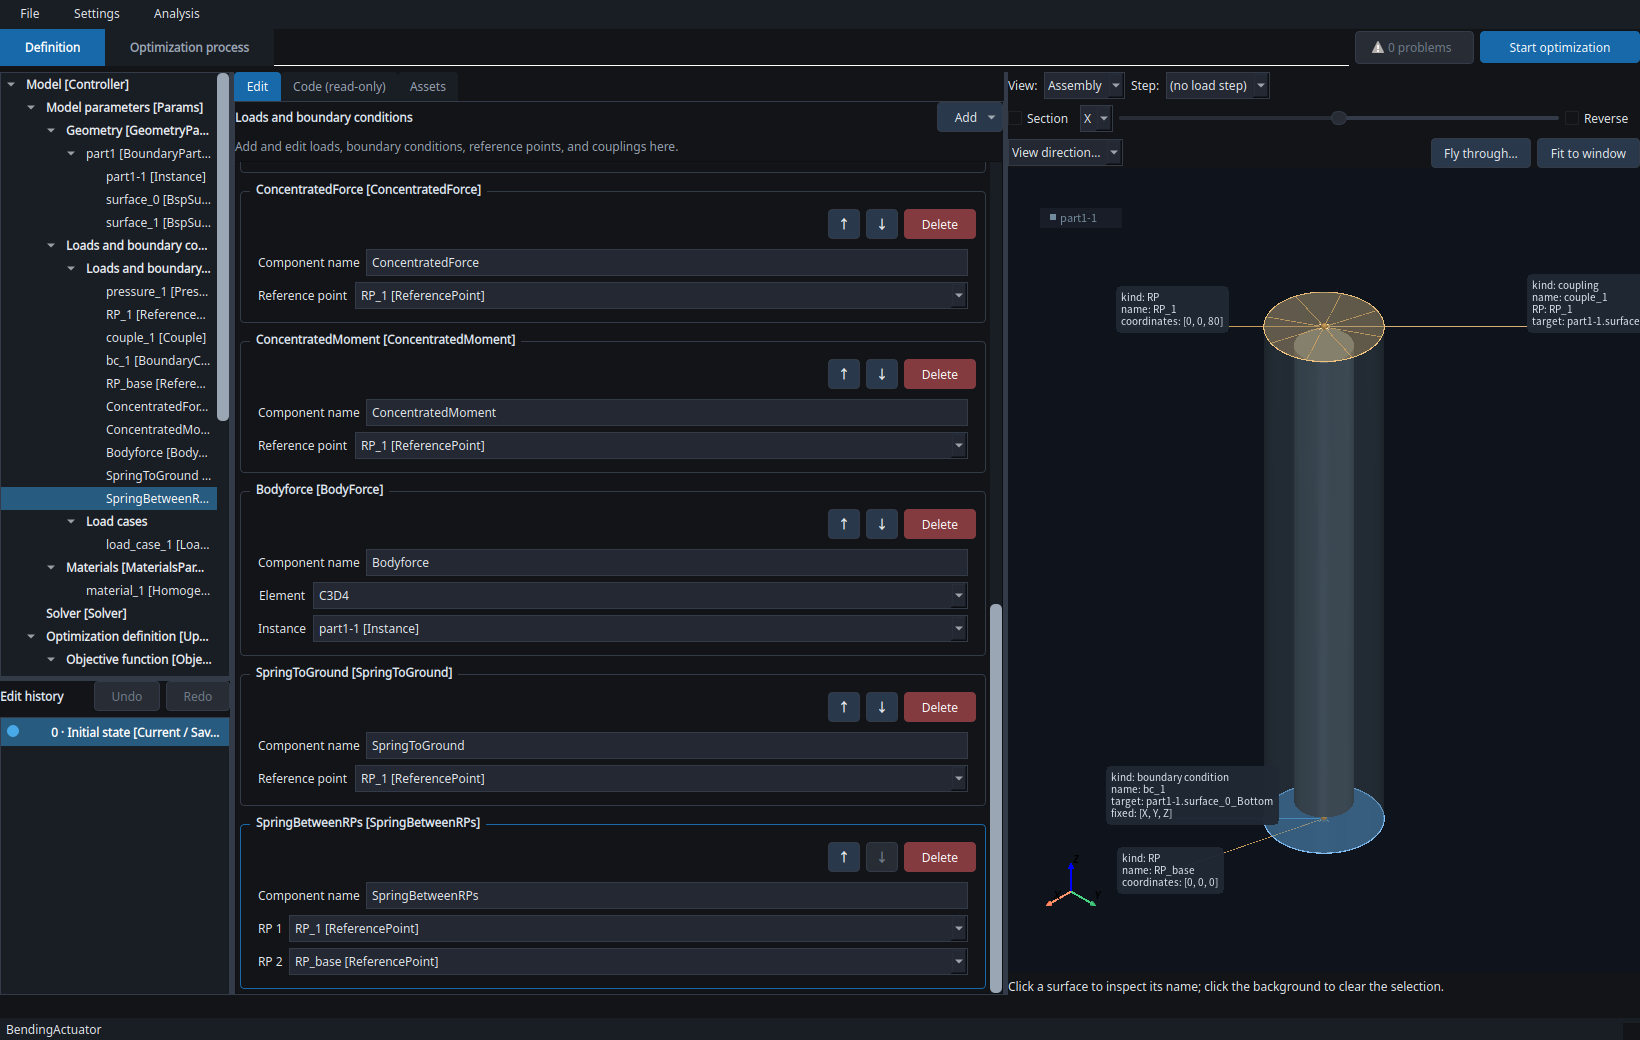 File Settings Analysis
Definition Optimization process 0 problems Start optimization
Model [Controller]
Model parameters [Params]
Geometry [GeometryPa...
part1 [BoundaryPart...
part1-1 [Instance]
surface_0 [BspSu...
surface_1 [BspSu...
Loads and boundary co...
Loads and boundary...
pressure_1 [Pres...
RP_1 [Reference...
couple_1 [Couple]
bc_1 [BoundaryC...
RP_base [Refere...
ConcentratedFor...
ConcentratedMo...
Bodyforce [Body...
SpringToGround ...
SpringBetweenR...
Load cases
load_case_1 [Loa...
Materials [MaterialsPar...
material_1 [Homoge...
Solver [Solver]
Optimization definition [Up...
Objective function [Obje...
Edit history Undo Redo
0 · Initial state [Current / Sav...
Edit Code (read-only) Assets
Loads and boundary conditions Add
Add and edit loads, boundary conditions, reference points, and couplings here.
ConcentratedForce [ConcentratedForce]
↑ ↓ Delete
Component name ConcentratedForce
Reference point RP_1 [ReferencePoint]
ConcentratedMoment [ConcentratedMoment]
↑ ↓ Delete
Component name ConcentratedMoment
Reference point RP_1 [ReferencePoint]
Bodyforce [BodyForce]
↑ ↓ Delete
Component name Bodyforce
Element C3D4
Instance part1-1 [Instance]
SpringToGround [SpringToGround]
↑ ↓ Delete
Component name SpringToGround
Reference point RP_1 [ReferencePoint]
SpringBetweenRPs [SpringBetweenRPs]
↑ ↓ Delete
Component name SpringBetweenRPs
RP 1 RP_1 [ReferencePoint]
RP 2 RP_base [ReferencePoint]
View: Assembly Step: (no load step)
Section X Reverse
View direction... Fly through... Fit to window
part1-1
kind: RP
name: RP_1
coordinates: [0, 0, 80]
kind: coupling
name: couple_1
RP: RP_1
target: part1-1.surface
kind: boundary condition
name: bc_1
target: part1-1.surface_0_Bottom
fixed: [X, Y, Z]
kind: RP
name: RP_base
coordinates: [0, 0, 0]
Z
Y
Click a surface to inspect its name; click the background to clear the selection.
BendingActuator